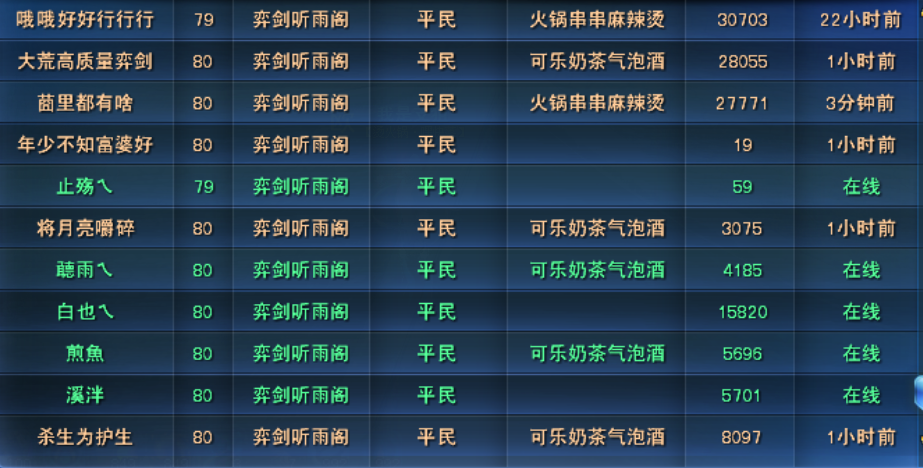 哦哦好好行行行 79 弈剑听雨阁 平民 火锅串串麻辣烫 30703 22小时前
大荒高质量弈剑 80 弈剑听雨阁 平民 可乐奶茶气泡酒 28055 1小时前
茴里都有啥 80 弈剑听雨阁 平民 火锅串串麻辣烫 27771 3分钟前
年少不知富婆好 80 弈剑听雨阁 平民 19 1小时前
止殇乀 79 弈剑听雨阁 平民 59 在线
将月亮嚼碎 80 弈剑听雨阁 平民 可乐奶茶气泡酒 3075 1小时前
聼雨乀 80 弈剑听雨阁 平民 可乐奶茶气泡酒 4185 在线
白也乀 80 弈剑听雨阁 平民 15820 在线
煎魚 80 弈剑听雨阁 平民 可乐奶茶气泡酒 5696 在线
溪泮 80 弈剑听雨阁 平民 5701 在线
杀生为护生 80 弈剑听雨阁 平民 可乐奶茶气泡酒 8097 1小时前